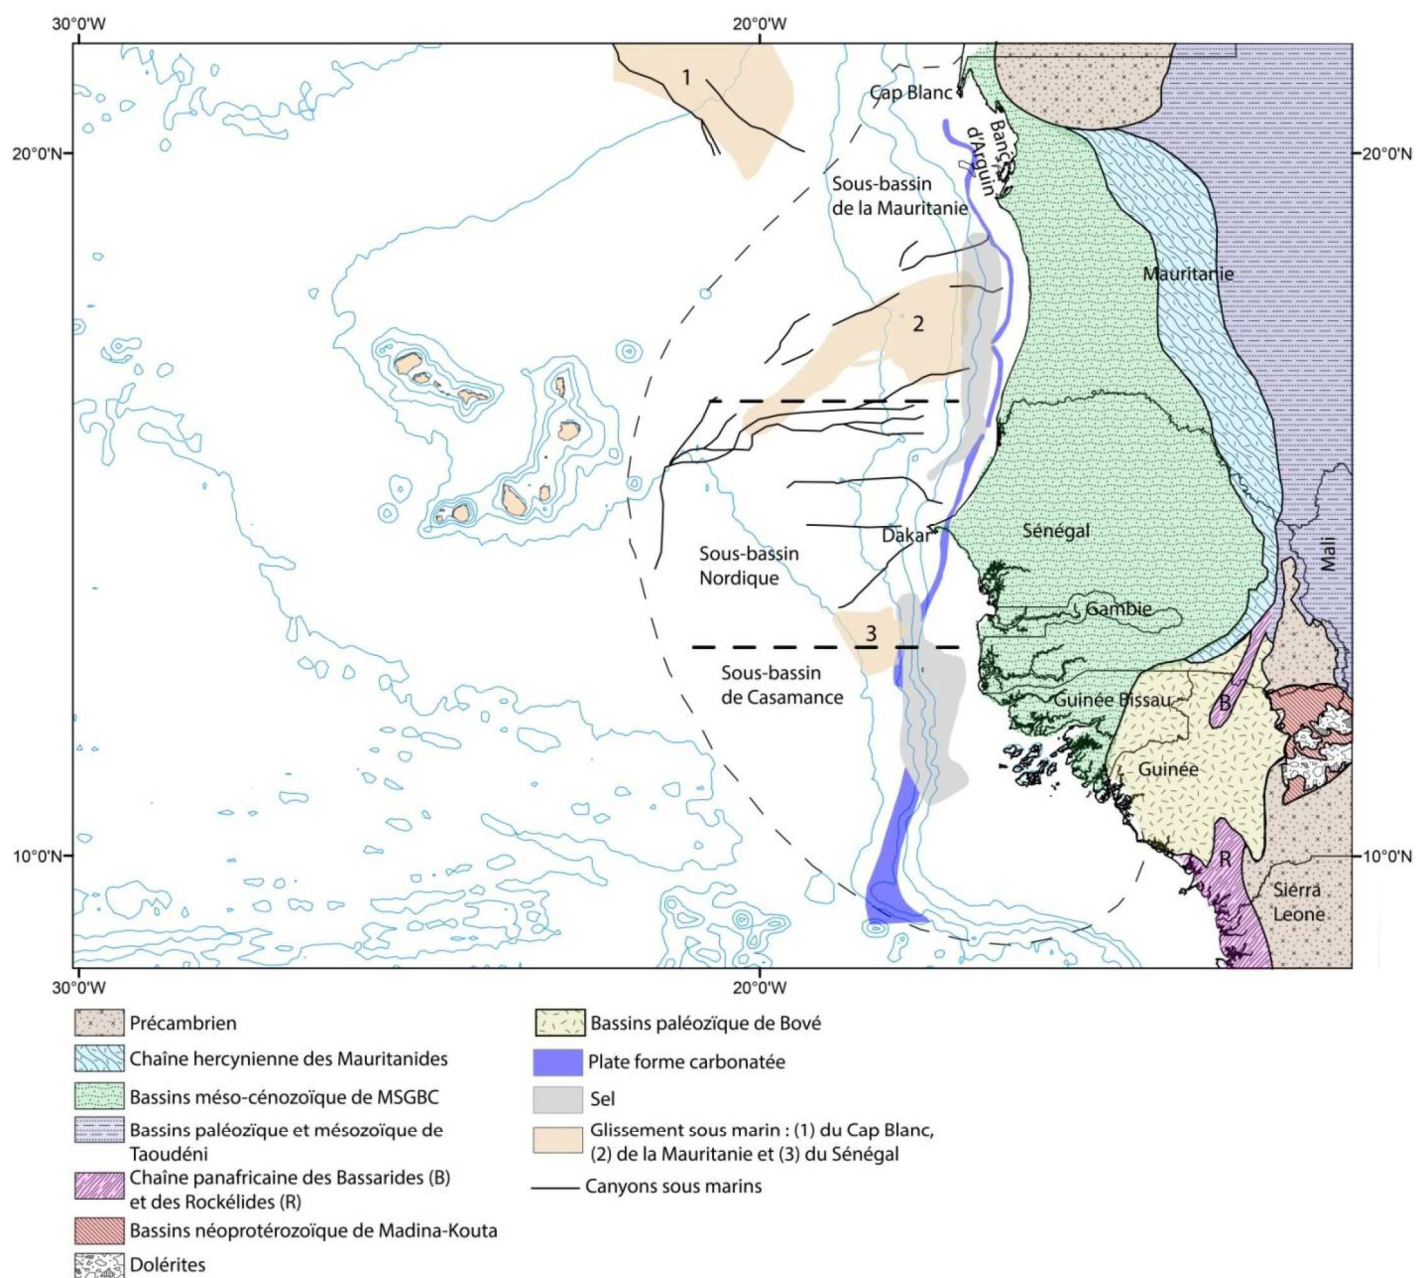 30°0'W
20°0'W
20°0'N
20°0'N
1
Cap Blanc
Banc
d'Arguin
Sous-bassin
de la Mauritanie
Mauritanie
2
Dakar
Sénégal
Mali
Sous-bassin
Nordique
Gambie
3
Sous-bassin
de Casamance
Guinée Bissau
B
Guinée
10°0'N
10°0'N
R
Sierra
Leone
30°0'W
20°0'W
Précambrien
Chaîne hercynienne des Mauritanides
Bassins méso-cénozoïque de MSGBC
Bassins paléozïque et mésozoïque de
Taoudéni
Chaîne panafricaine des Bassarides (B)
et des Rockélides (R)
Bassins néoprotérozoïque de Madina-Kouta
Dolérites
Bassins paléozïque de Bové
Plate forme carbonatée
Sel
Glissement sous marin : (1) du Cap Blanc,
(2) de la Mauritanie et (3) du Sénégal
Canyons sous marins